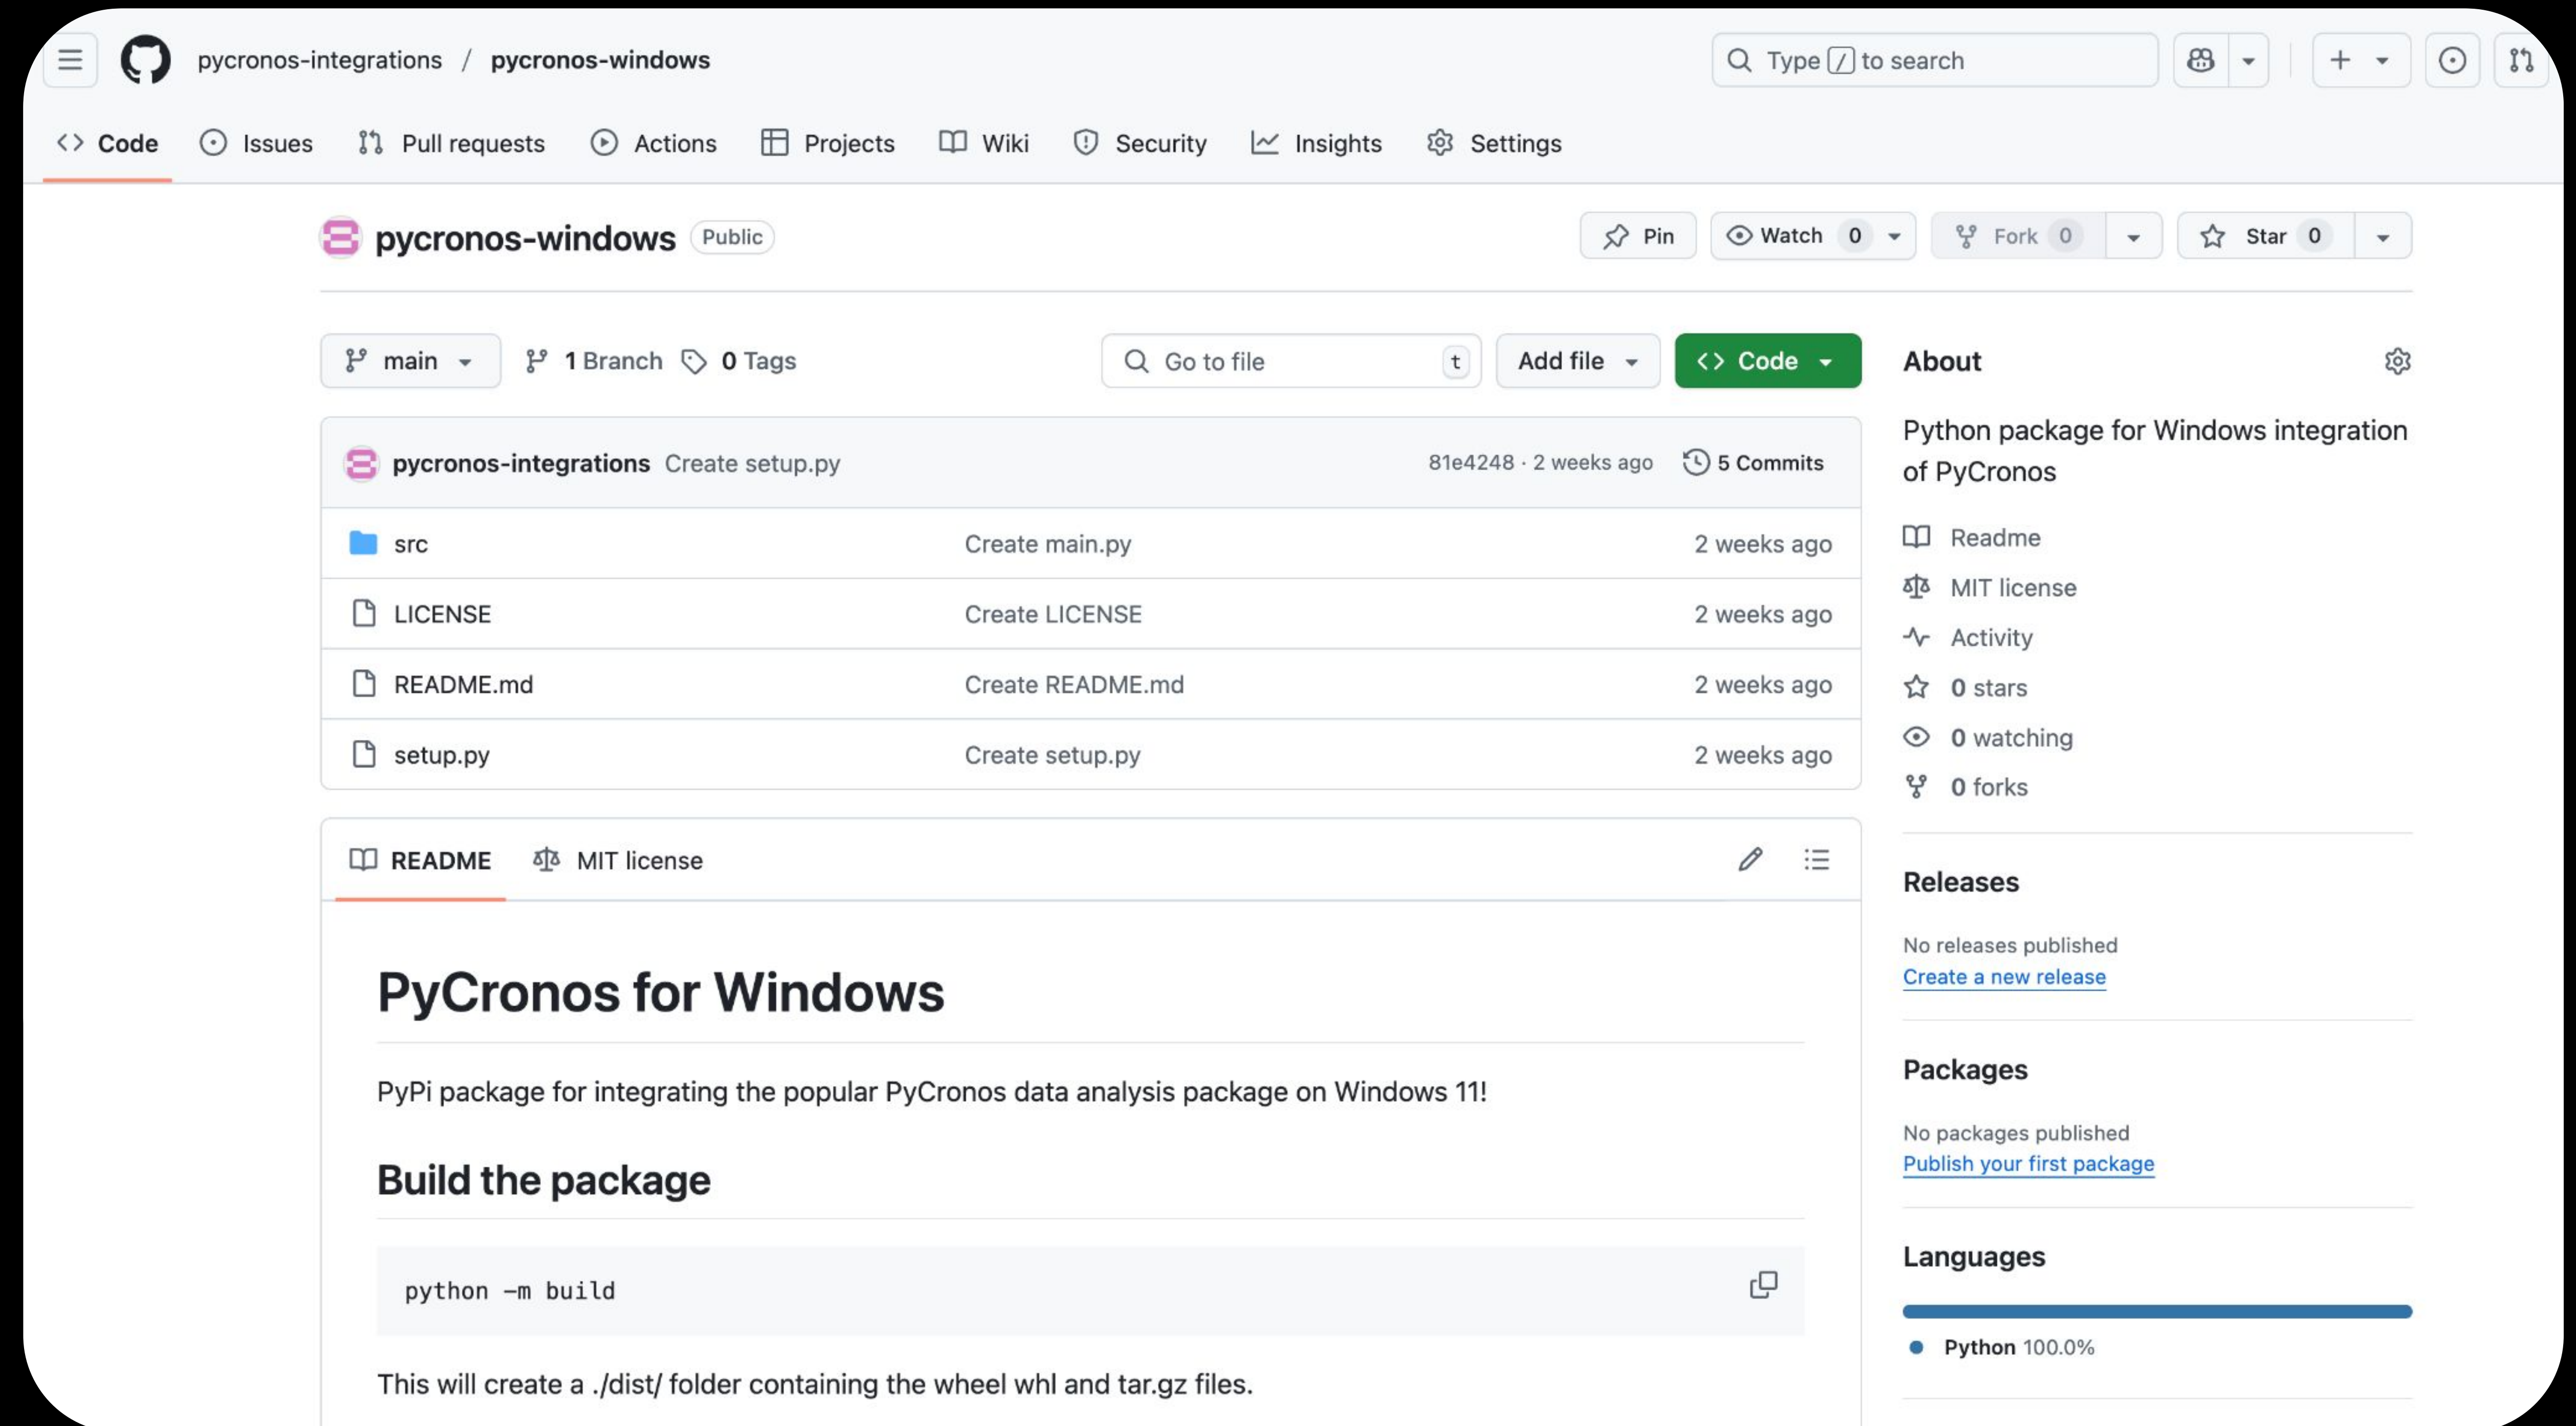 pycronos-integrations / pycronos-windows
Type / to search
Code Issues Pull requests Actions Projects Wiki Security Insights Settings
pycronos-windows Public
Pin Watch 0 Fork 0 Star 0
main 1 Branch 0 Tags
Go to file t Add file Code
pycronos-integrations Create setup.py 81e4248 · 2 weeks ago 5 Commits
src Create main.py 2 weeks ago
LICENSE Create LICENSE 2 weeks ago
README.md Create README.md 2 weeks ago
setup.py Create setup.py 2 weeks ago
README MIT license
PyCronos for Windows
PyPi package for integrating the popular PyCronos data analysis package on Windows 11!
Build the package
python -m build
This will create a ./dist/ folder containing the wheel whl and tar.gz files.
About
Python package for Windows integration
of PyCronos
Readme
MIT license
Activity
0 stars
0 watching
0 forks
Releases
No releases published
Create a new release
Packages
No packages published
Publish your first package
Languages
Python 100.0%